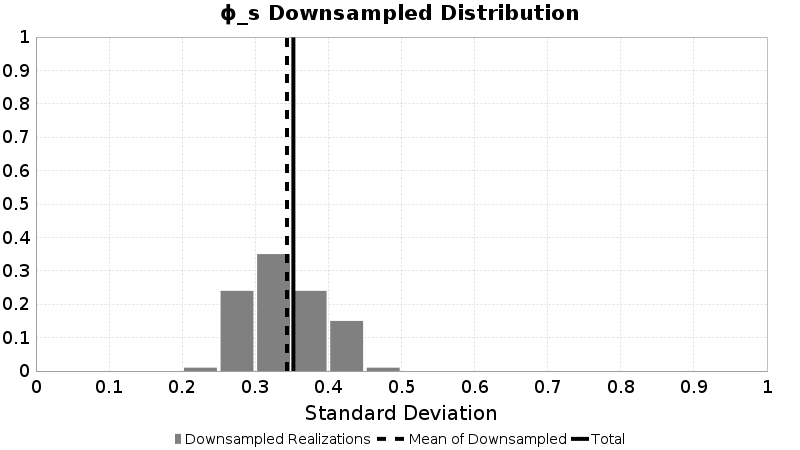 ϕ_s Downsampled Distribution
1
0.9
0.8
0.7
0.6
0.5
0.4
0.3
0.2
0.1
0
0 0.1 0.2 0.3 0.4 0.5 0.6 0.7 0.8 0.9 1
Standard Deviation
Downsampled Realizations Mean of Downsampled Total